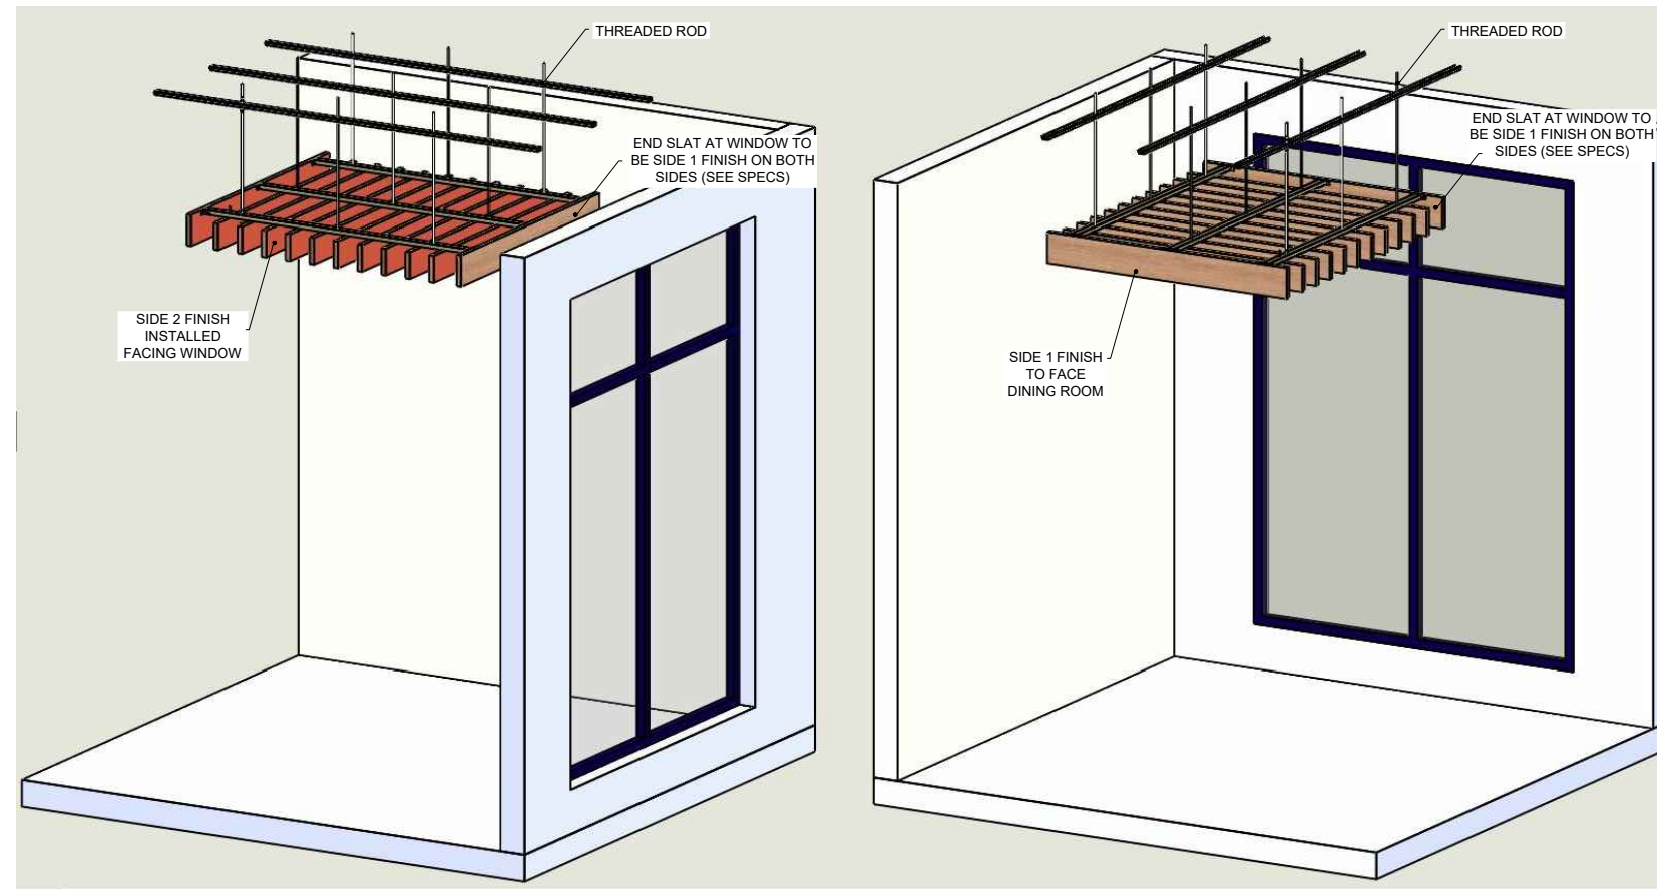 THREADED ROD
END SLAT AT WINDOW TO
BE SIDE 1 FINISH ON BOTH
SIDES (SEE SPECS)
SIDE 2 FINISH
INSTALLED
FACING WINDOW
THREADED ROD
END SLAT AT WINDOW TO
BE SIDE 1 FINISH ON BOTH
SIDES (SEE SPECS)
SIDE 1 FINISH
TO FACE
DINING ROOM